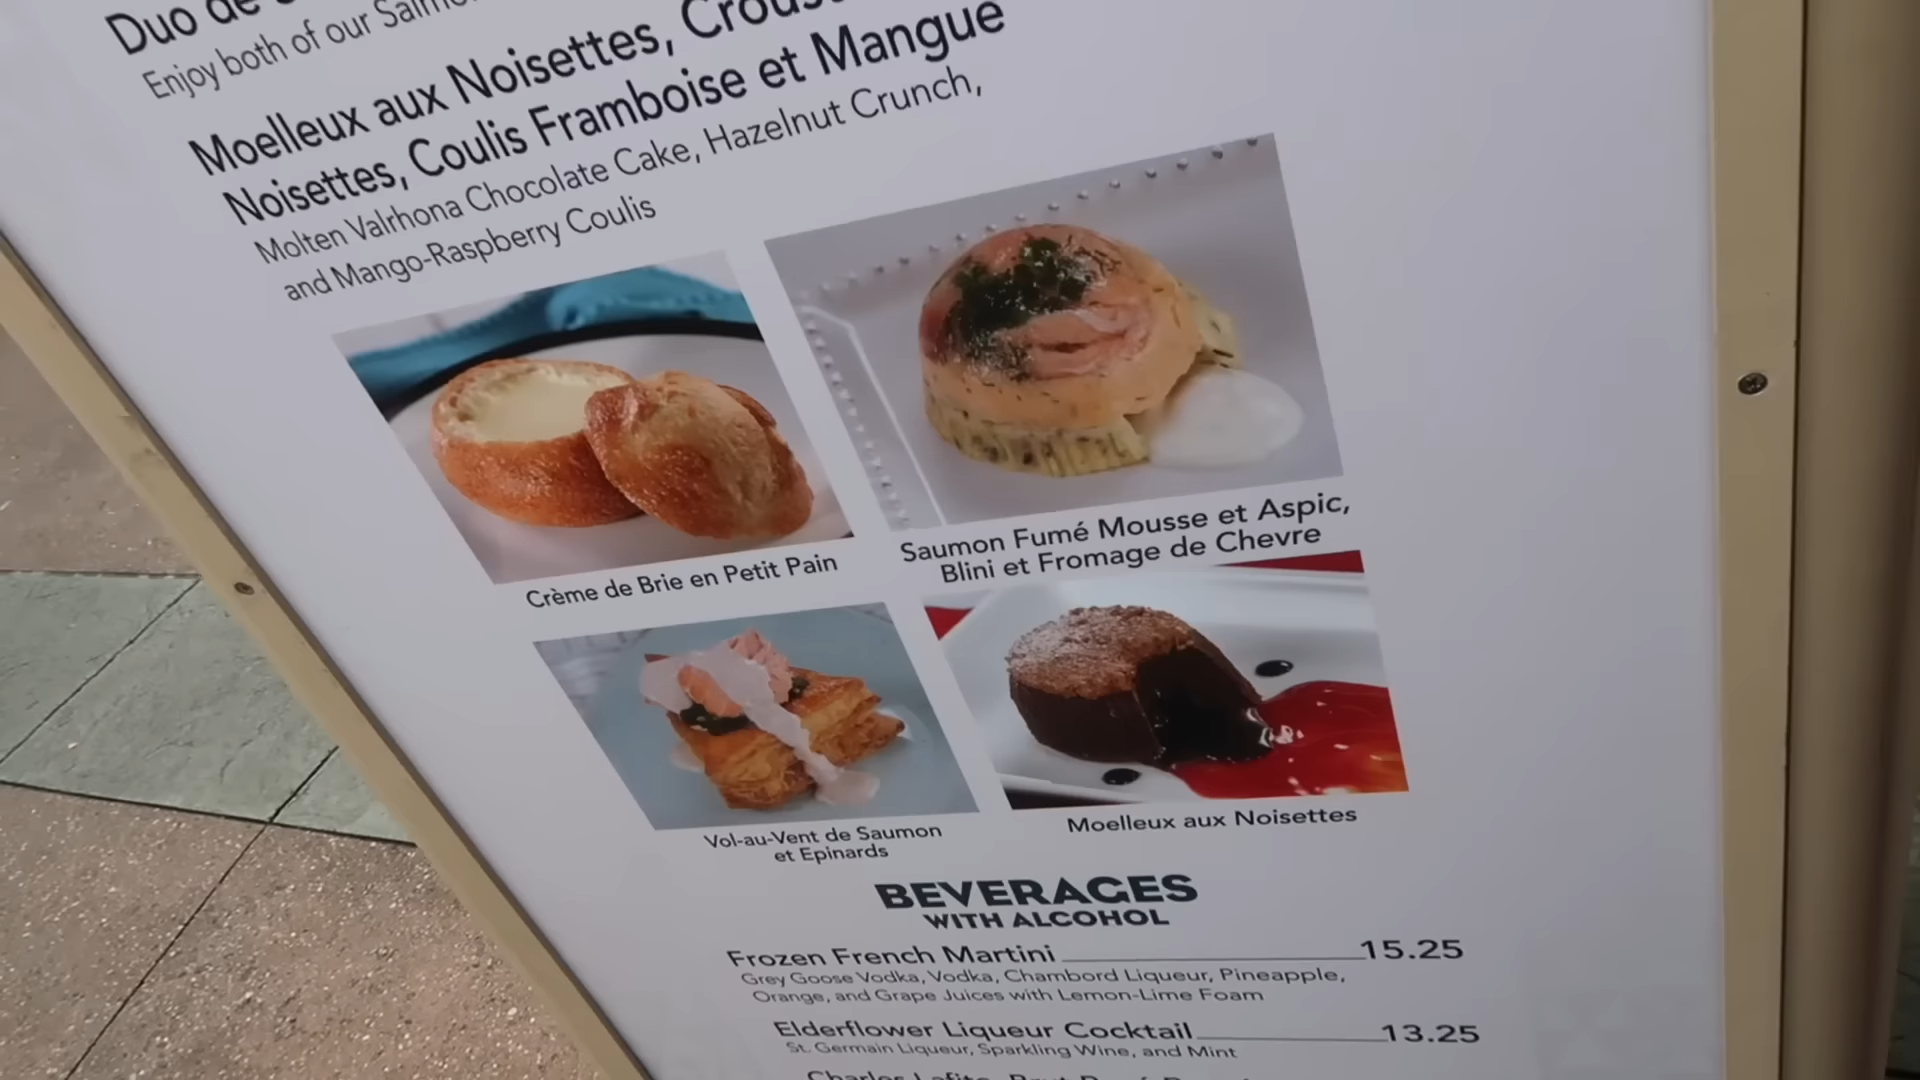 Duo de
Enjoy both of our
Moelleux aux Noisettes,
Noisettes, Coulis Framboise et Mangue
Molten Valrhona Chocolate Cake, Hazelnut Crunch,
and Mango-Raspberry Coulis
Crème de Brie en Petit Pain
Saumon Fumé Mousse et Aspic,
Blini et Fromage de Chevre
Vol-au-Vent de Saumon
et Epinards
Moelleux aux Noisettes
BEVERAGES
WITH ALCOHOL
Frozen French Martini 15.25
Grey Goose Vodka, Vodka, Chambord Liqueur, Pineapple,
Orange, and Grape Juices with Lemon-Lime Foam
Elderflower Liqueur Cocktail 13.25
St. Germain Liqueur, Sparkling Wine, and Mint